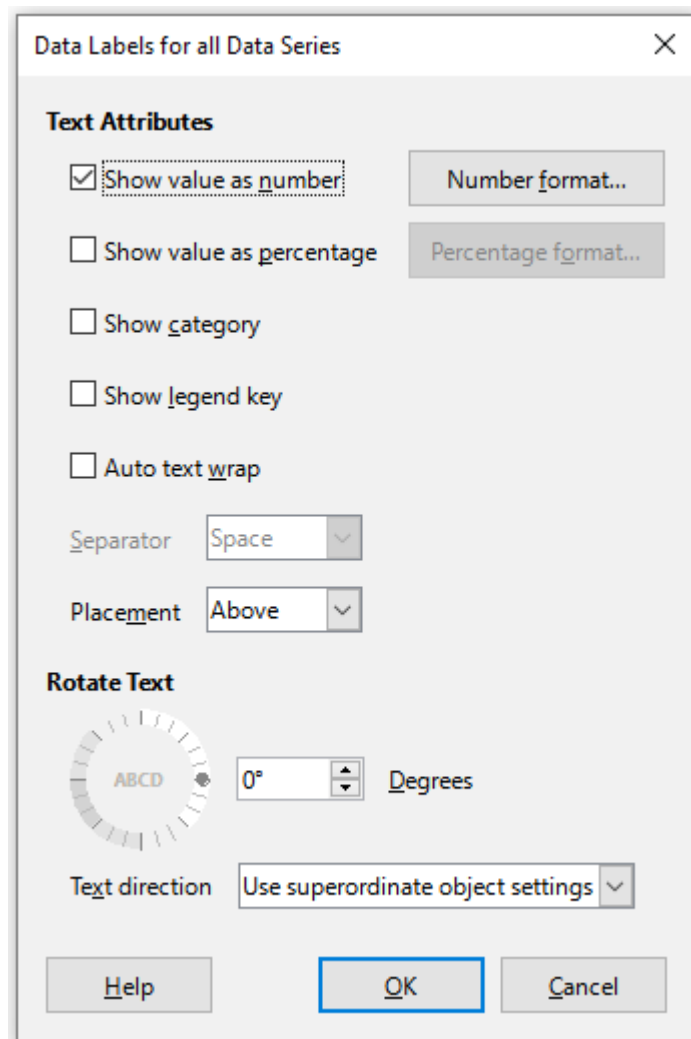 Data Labels for all Data Series
Text Attributes
Show value as number
Number format...
Show value as percentage
Percentage format...
Show category
Show legend key
Auto text wrap
Separator Space
Placement Above
Rotate Text
ABCD
0° Degrees
Text direction Use superordinate object settings
Help OK Cancel